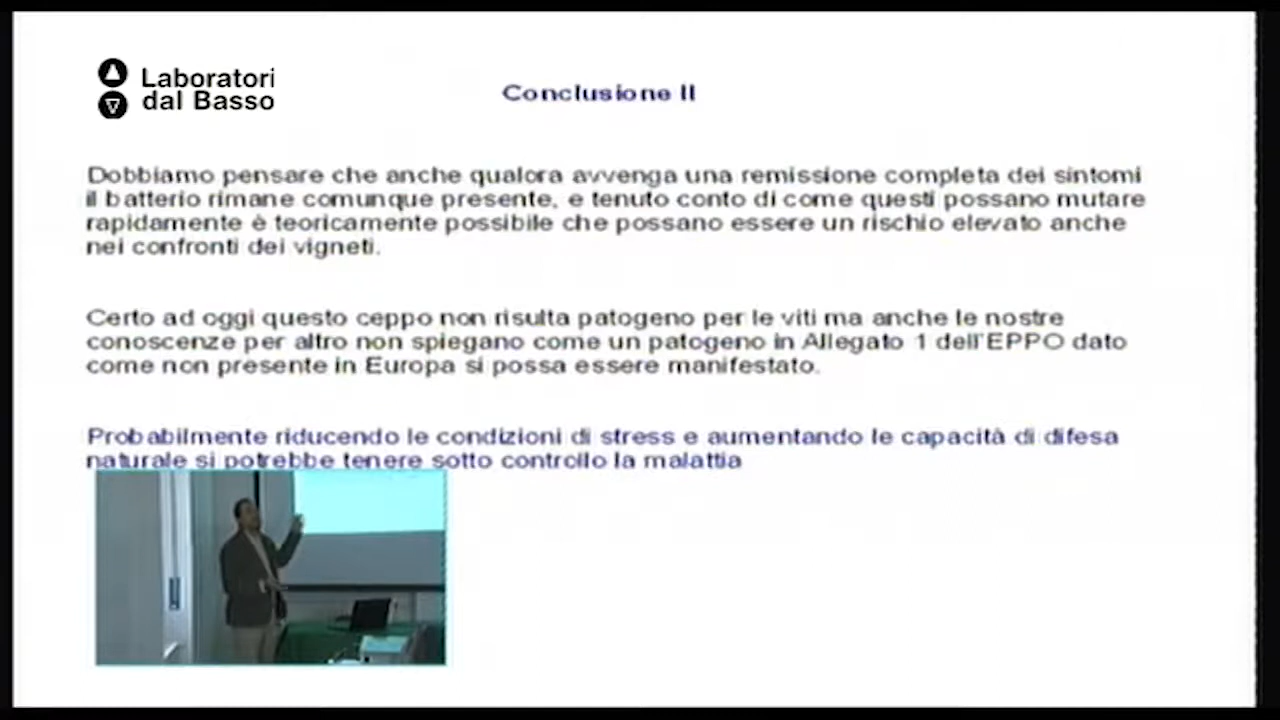 Laboratori
dal Basso
Conclusione II
Dobbiamo pensare che anche qualora avvenga una remissione completa dei sintomi
il batterio rimane comunque presente, e tenuto conto di come questi possano mutare
rapidamente è teoricamente possibile che possano essere un rischio elevato anche
nei confronti dei vigneti.
Certo ad oggi questo ceppo non risulta patogeno per le viti ma anche le nostre
conoscenze per altro non spiegano come un patogeno in Allegato 1 dell'EPPO dato
come non presente in Europa si possa essere manifestato.
Probabilmente riducendo le condizioni di stress e aumentando le capacità di difesa
naturale si potrebbe tenere sotto controllo la malattia